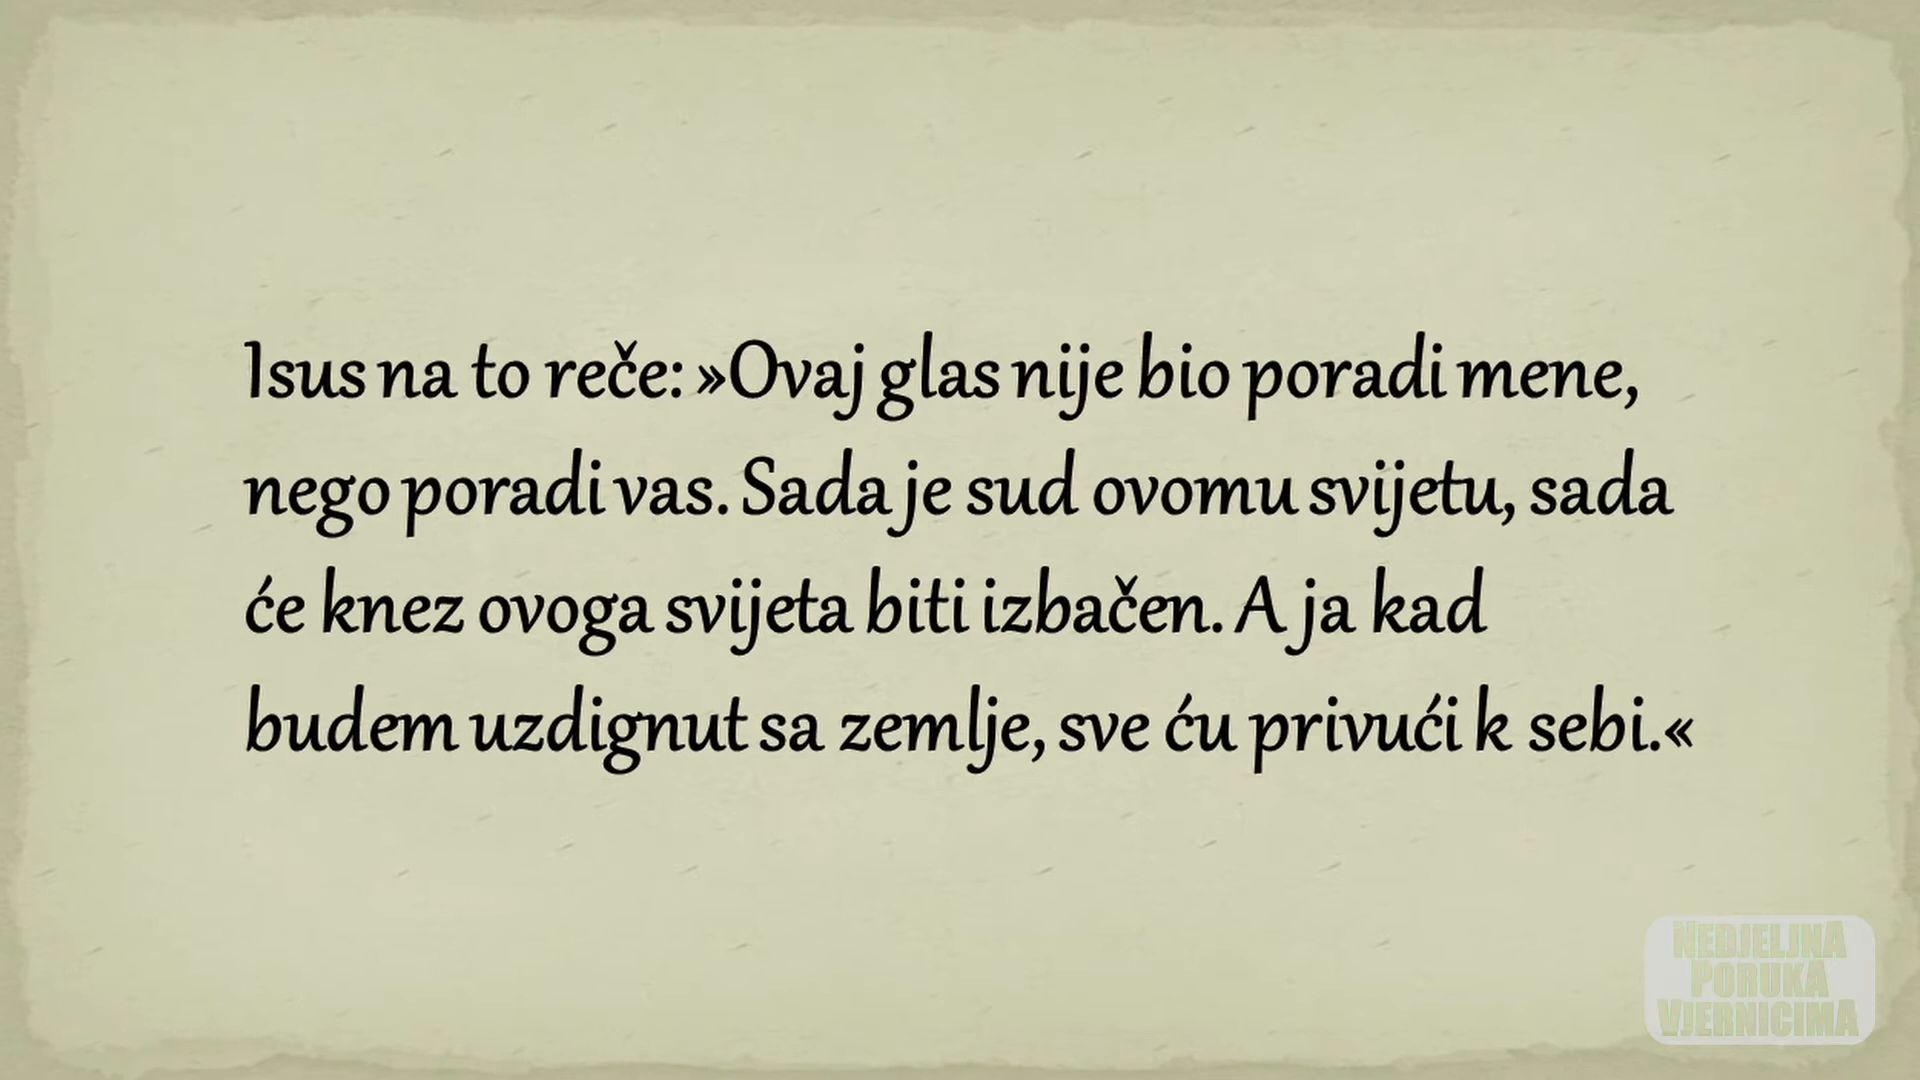 Isus na to reče: »Ovaj glas nije bio poradi mene,
nego poradi vas. Sada je sud ovomu svijetu, sada
će knez ovoga svijeta biti izbačen. A ja kad
budem uzdignut sa zemlje, sve ću privući k sebi.«
NEDJELJNA
PORUKA
VJERNICIMA